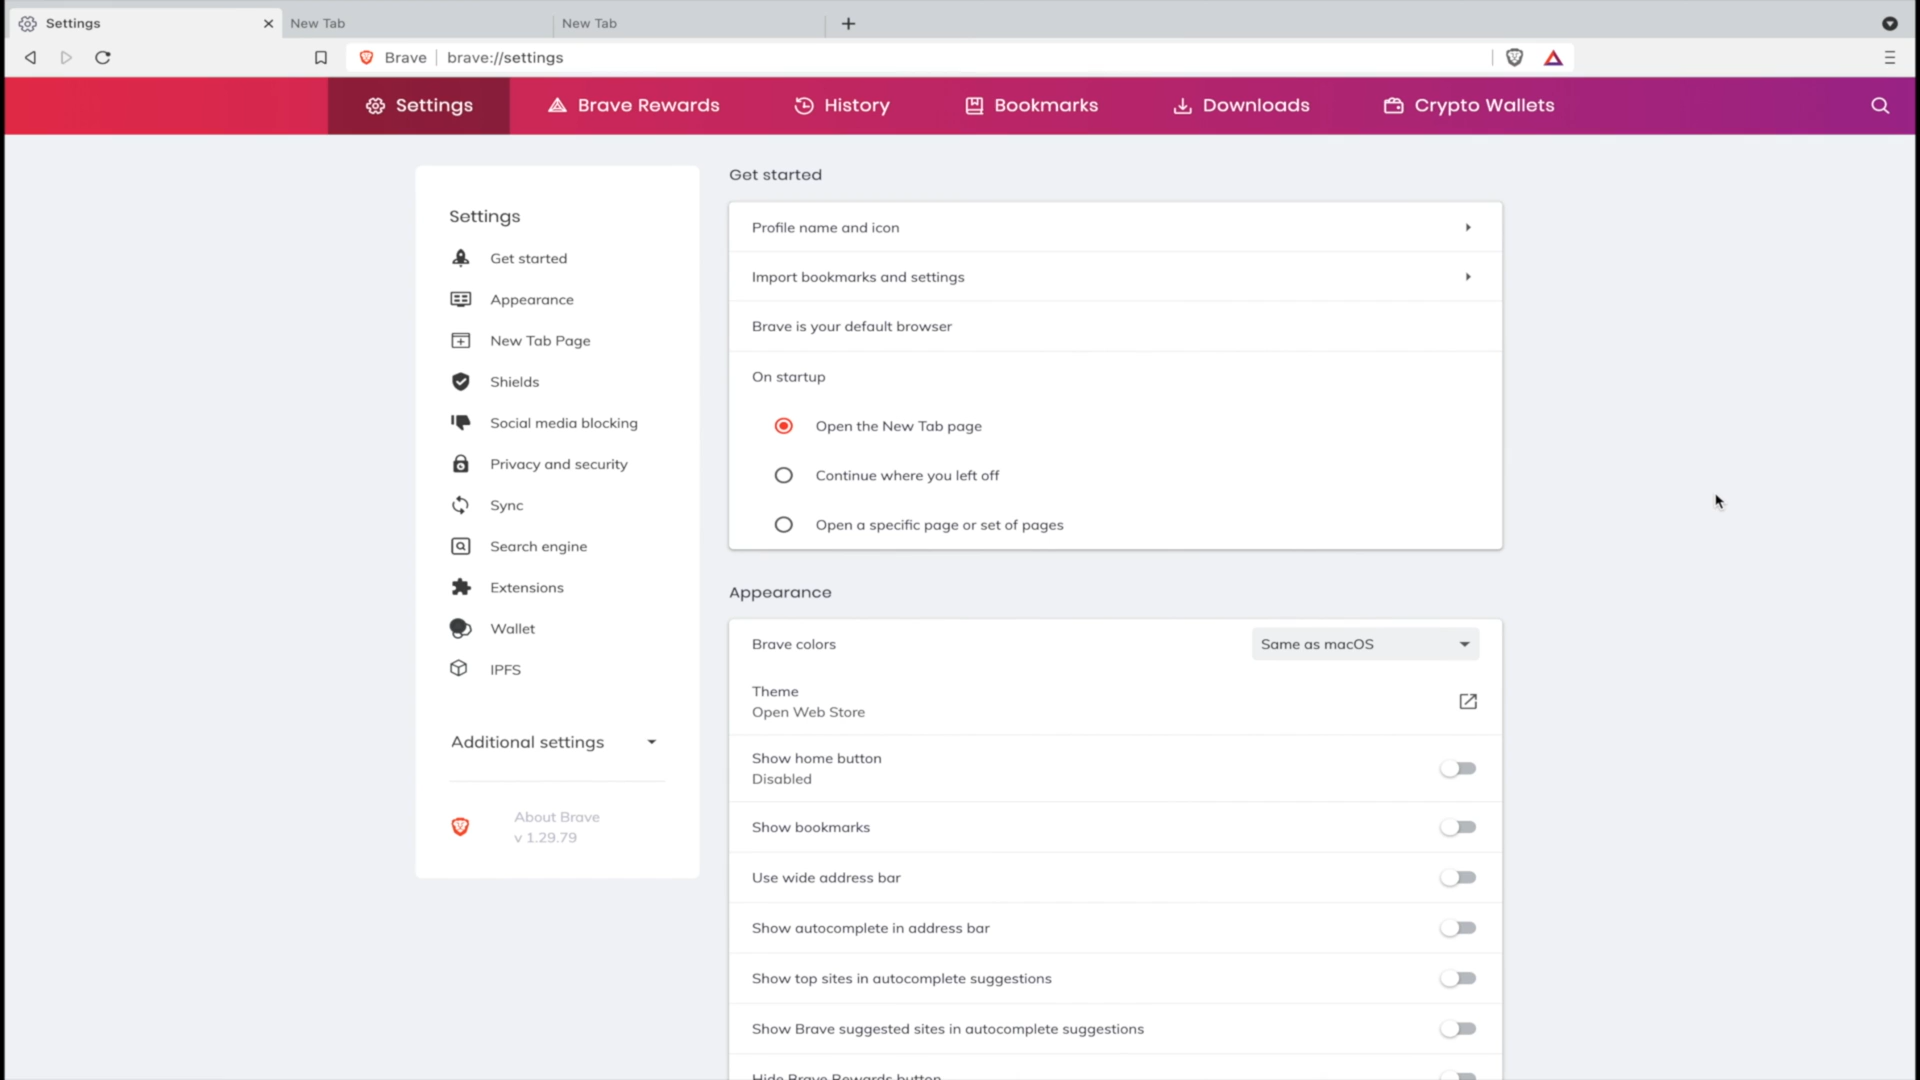 Settings
New Tab
New Tab
Brave
brave://settings
Settings
Brave Rewards
History
Bookmarks
Downloads
Crypto Wallets
Settings
Get started
Appearance
New Tab Page
Shields
Social media blocking
Privacy and security
Sync
Search engine
Extensions
Wallet
IPFS
Additional settings
About Brave
v 1.29.79
Get started
Profile name and icon
Import bookmarks and settings
Brave is your default browser
On startup
Open the New Tab page
Continue where you left off
Open a specific page or set of pages
Appearance
Brave colors
Same as macOS
Theme
Open Web Store
Show home button
Disabled
Show bookmarks
Use wide address bar
Show autocomplete in address bar
Show top sites in autocomplete suggestions
Show Brave suggested sites in autocomplete suggestions
Hide Brave Rewards button